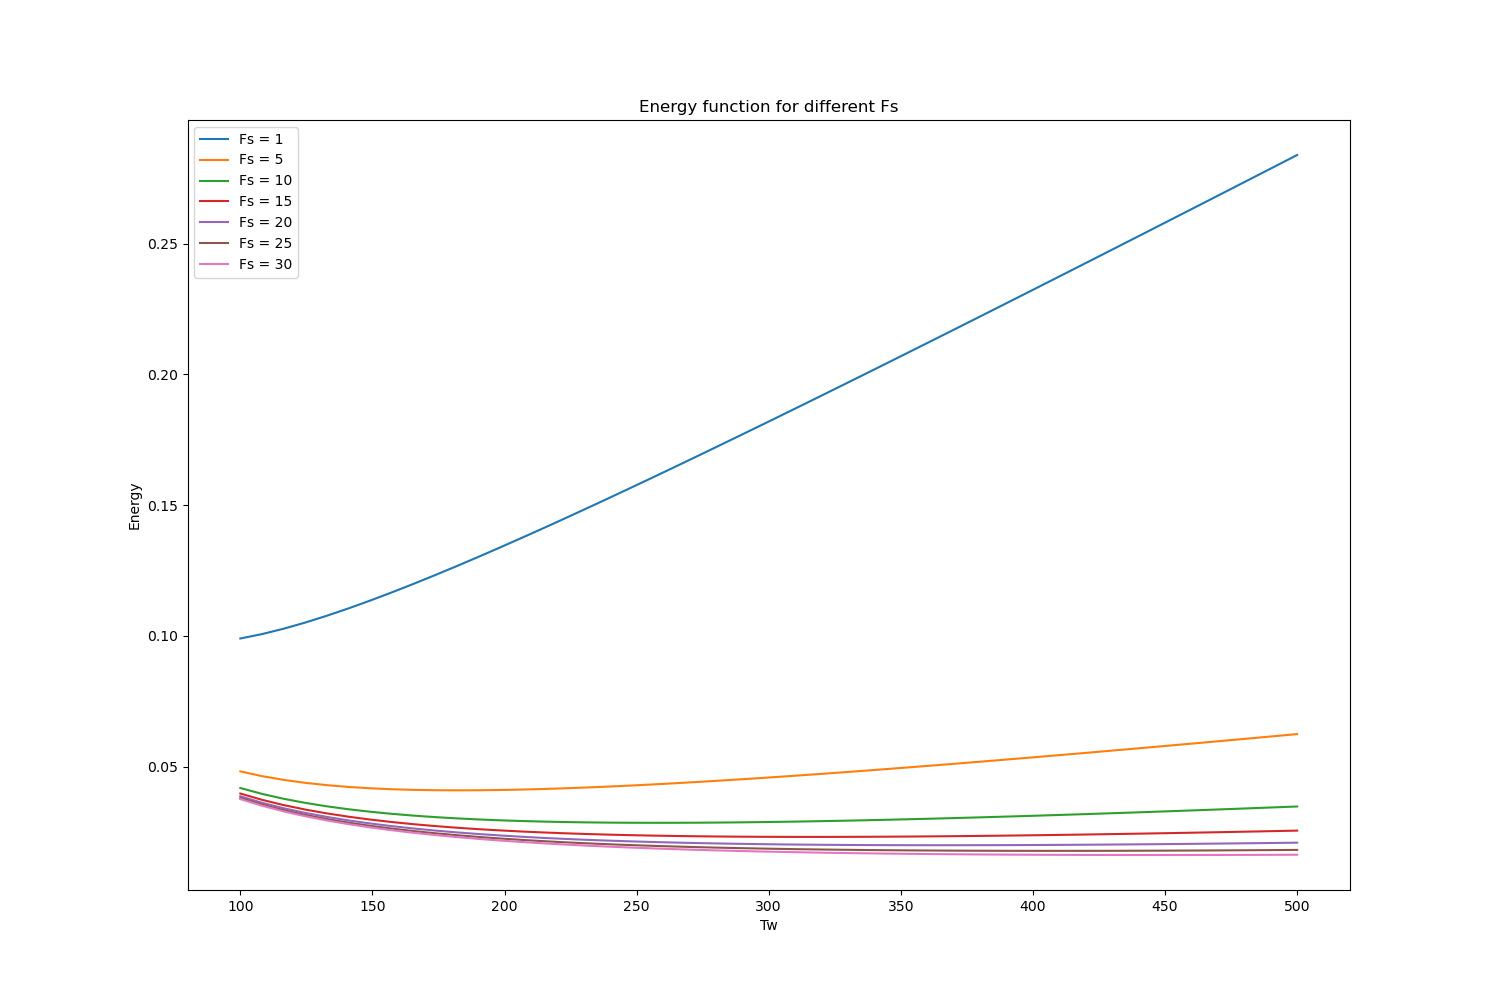 Energy function for different Fs
Fs = 1
Fs = 5
Fs = 10
Fs = 15
Fs = 20
Fs = 25
Fs = 30
0.25
0.20
0.15
0.10
0.05
Energy
100 150 200 250 300 350 400 450 500
Tw